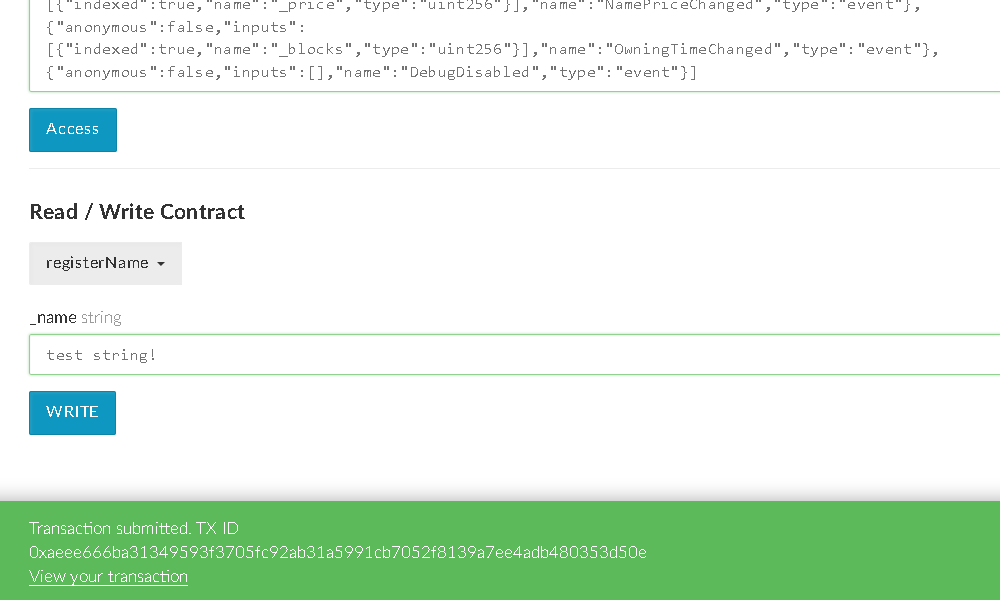 [{"indexed":true,"name":"_price","type":"uint256"}],"name":"NamePriceChanged","type":"event"},
{"anonymous":false,"inputs":
[{"indexed":true,"name":"_blocks","type":"uint256"}],"name":"OwningTimeChanged","type":"event"},
{"anonymous":false,"inputs":[],"name":"DebugDisabled","type":"event"}]
Access
Read / Write Contract
registerName
_name string
test string!
WRITE
Transaction submitted. TX ID
0xaeee666ba31349593f3705fc92ab31a5991cb7052f8139a7ee4adb480353d50e
View your transaction